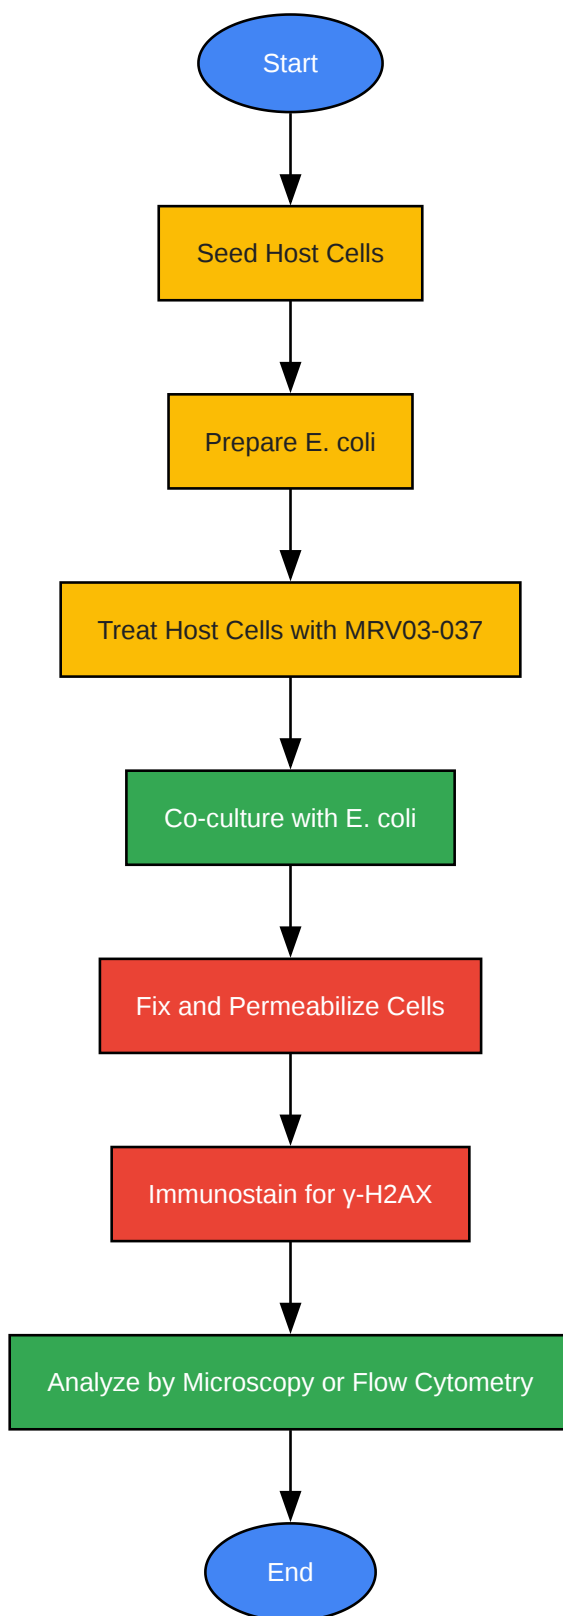 Start
Seed Host Cells
Prepare E. coli
Treat Host Cells with MRV03-037
Co-culture with E. coli
Fix and Permeabilize Cells
Immunostain for γ-H2AX
Analyze by Microscopy or Flow Cytometry
End